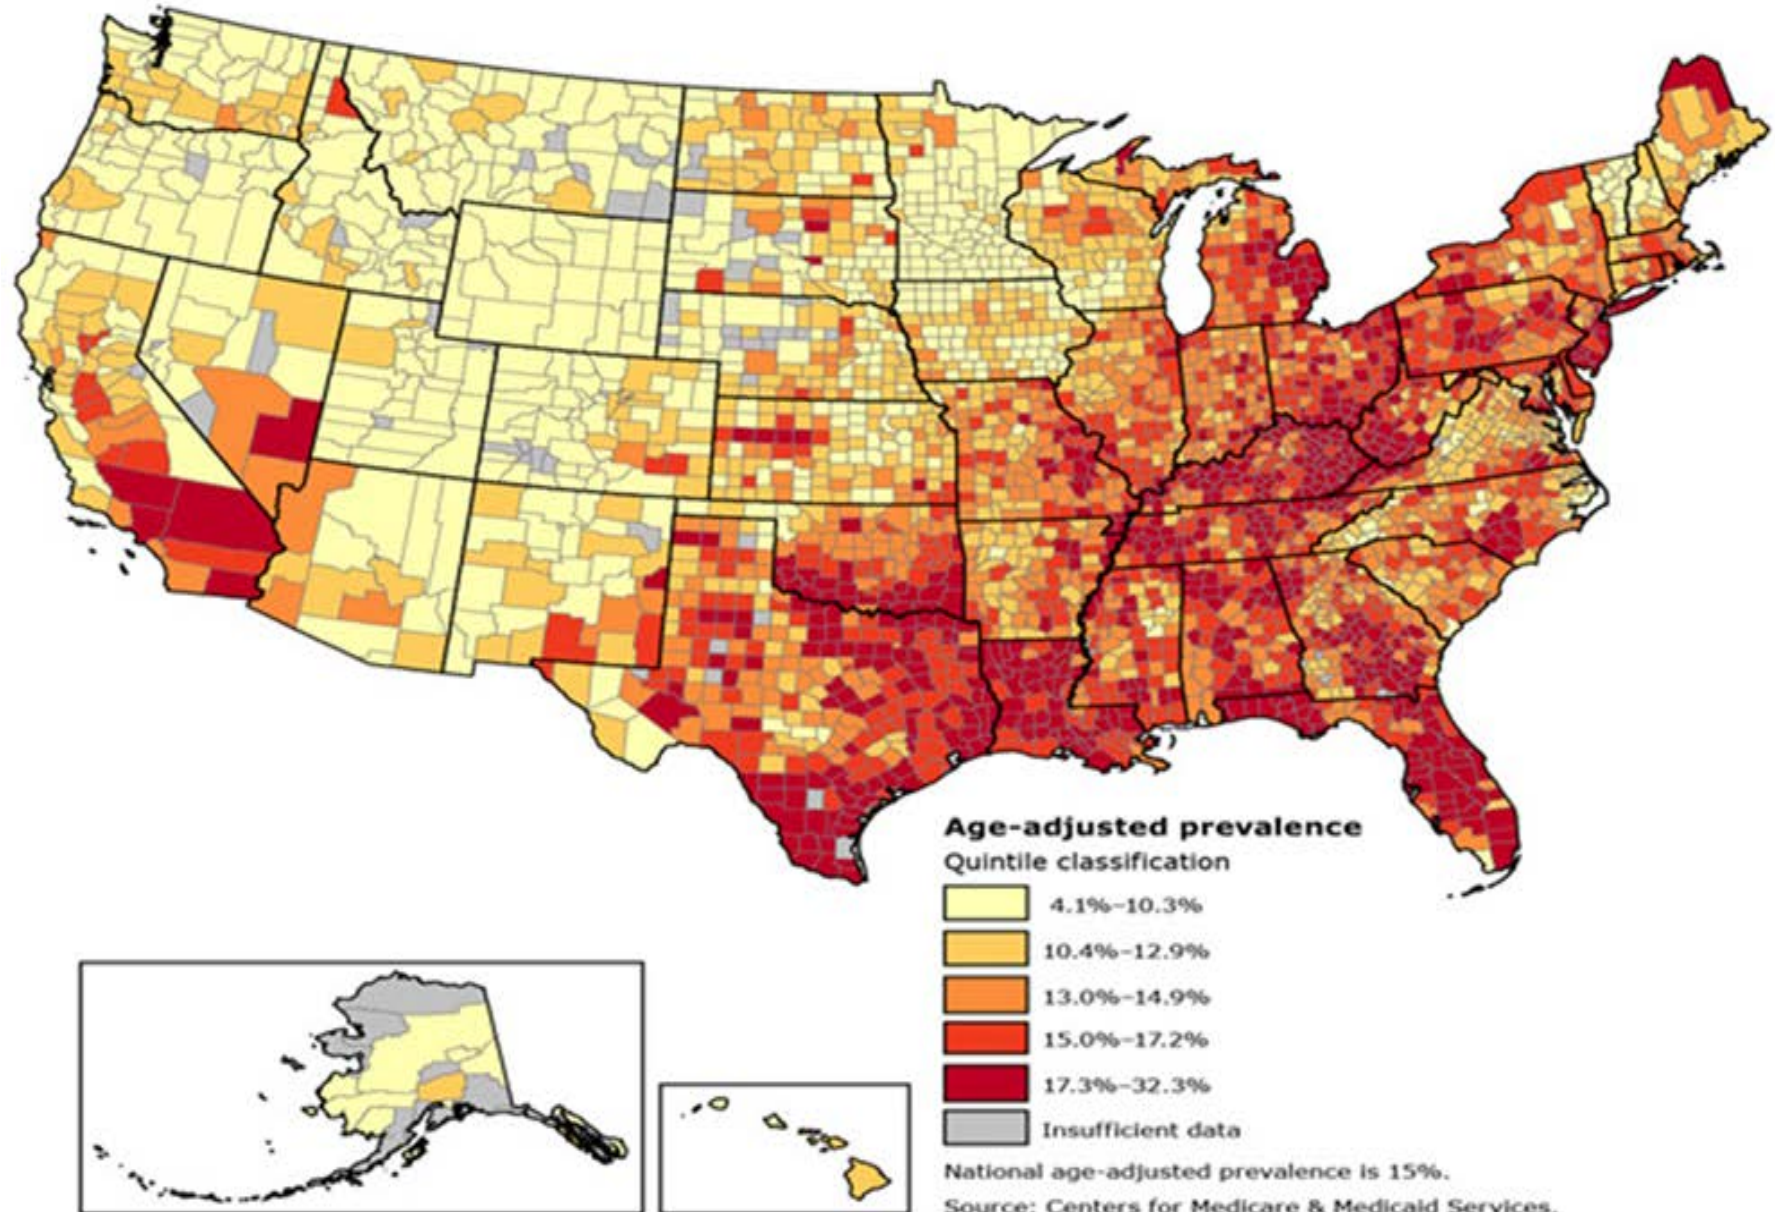 Age-adjusted prevalence
Quintile classification
4.1%–10.3%
10.4%–12.9%
13.0%–14.9%
15.0%–17.2%
17.3%–32.3%
Insufficient data
National age-adjusted prevalence is 15%.
Source: Centers for Medicare & Medicaid Services.